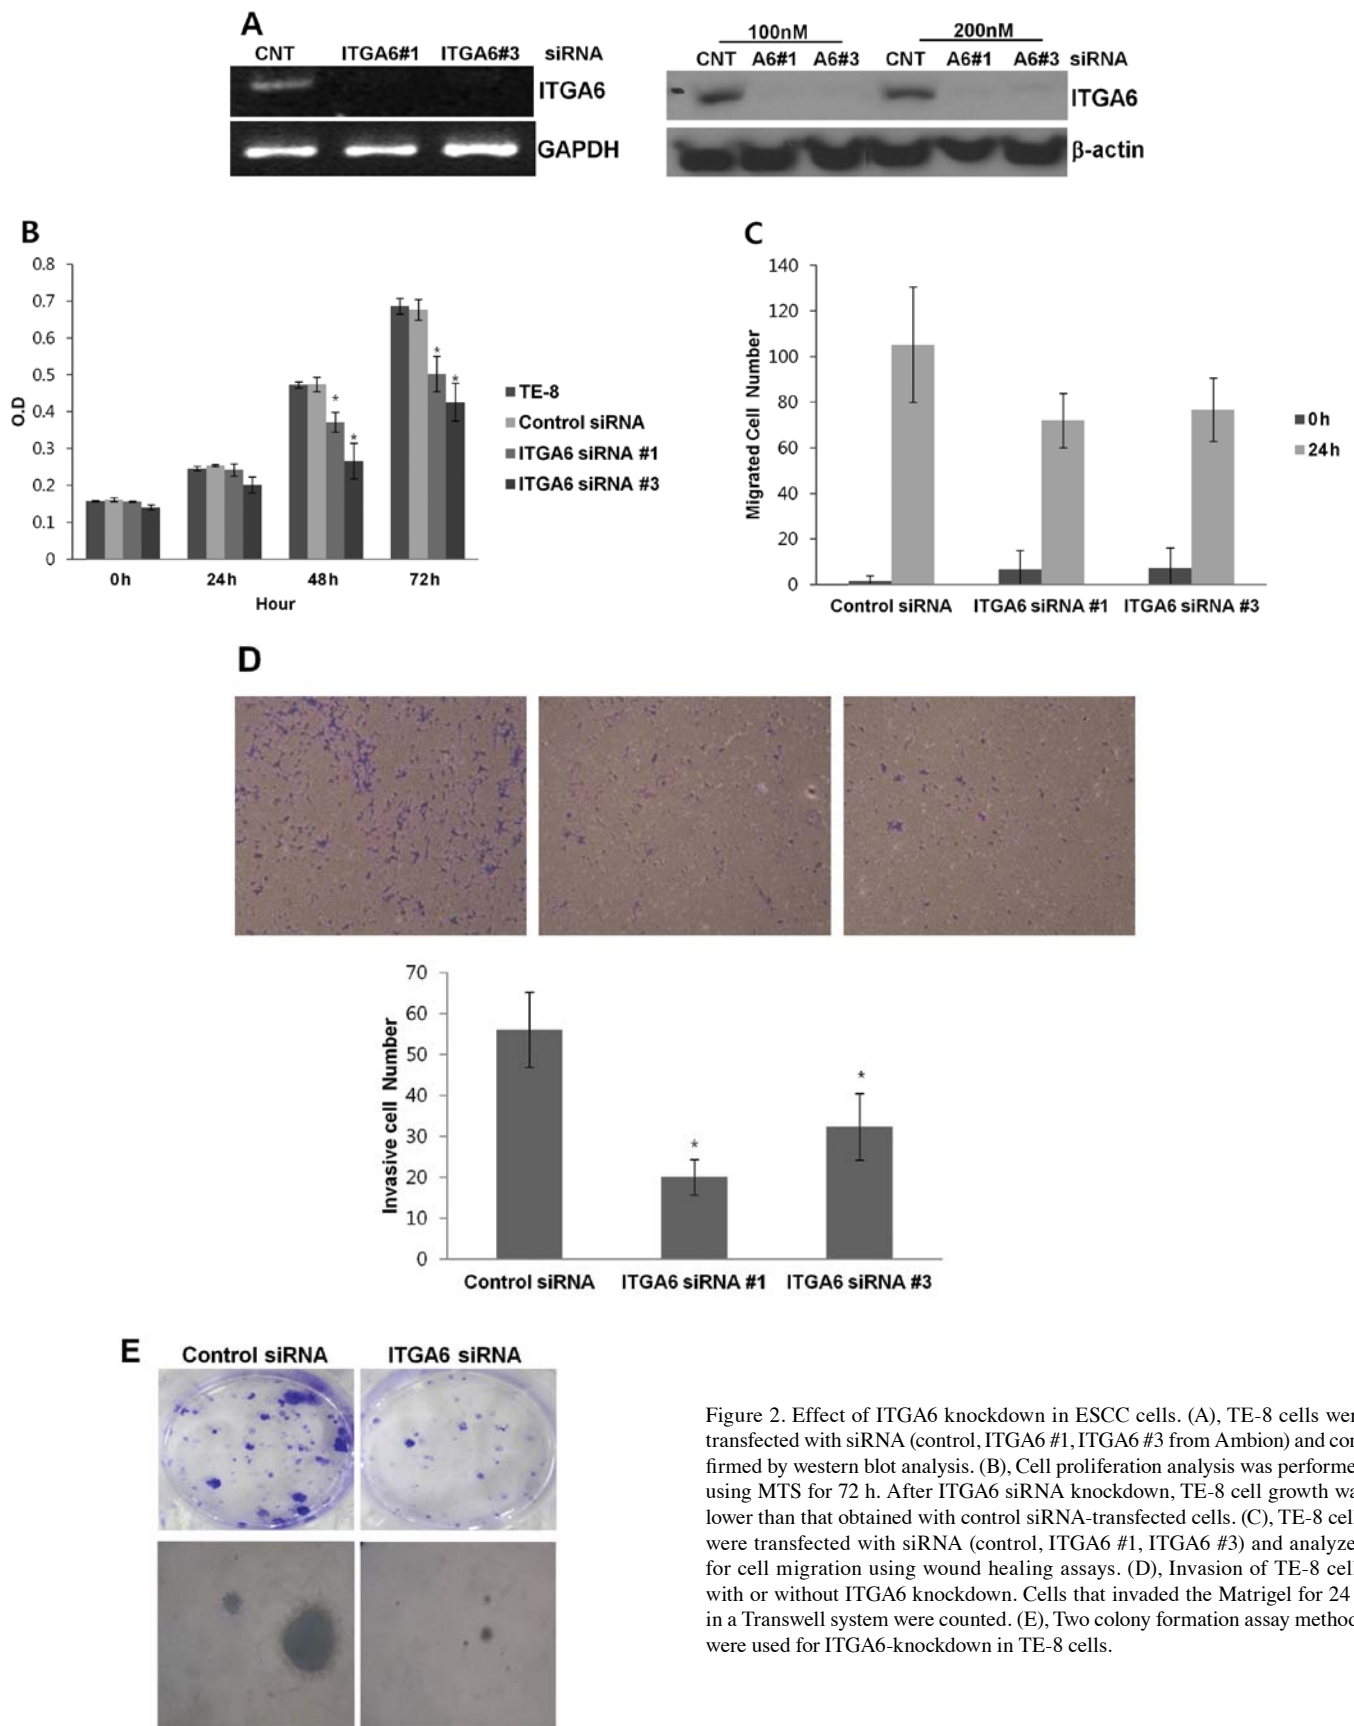 A
CNT ITGA6#1 ITGA6#3 siRNA
ITGA6
GAPDH
100nM 200nM
CNT A6#1 A6#3 CNT A6#1 A6#3 siRNA
ITGA6
β-actin
B
0.8
0.7
0.6
0.5
0.4
0.3
0.2
0.1
0
O.D
* * * *
0h 24h 48h 72h
Hour
TE-8
Control siRNA
ITGA6 siRNA #1
ITGA6 siRNA #3
C
140
120
100
80
60
40
20
0
Migrated Cell Number
Control siRNA ITGA6 siRNA #1 ITGA6 siRNA #3
0h
24h
D
70
60
50
40
30
20
10
0
Invasive cell Number
* *
Control siRNA ITGA6 siRNA #1 ITGA6 siRNA #3
E
Control siRNA ITGA6 siRNA
Figure 2. Effect of ITGA6 knockdown in ESCC cells. (A), TE-8 cells wer
transfected with siRNA (control, ITGA6 #1, ITGA6 #3 from Ambion) and con
firmed by western blot analysis. (B), Cell proliferation analysis was performe
using MTS for 72 h. After ITGA6 siRNA knockdown, TE-8 cell growth wa
lower than that obtained with control siRNA-transfected cells. (C), TE-8 cell
were transfected with siRNA (control, ITGA6 #1, ITGA6 #3) and analyze
for cell migration using wound healing assays. (D), Invasion of TE-8 cell
with or without ITGA6 knockdown. Cells that invaded the Matrigel for 24
in a Transwell system were counted. (E), Two colony formation assay method
were used for ITGA6-knockdown in TE-8 cells.